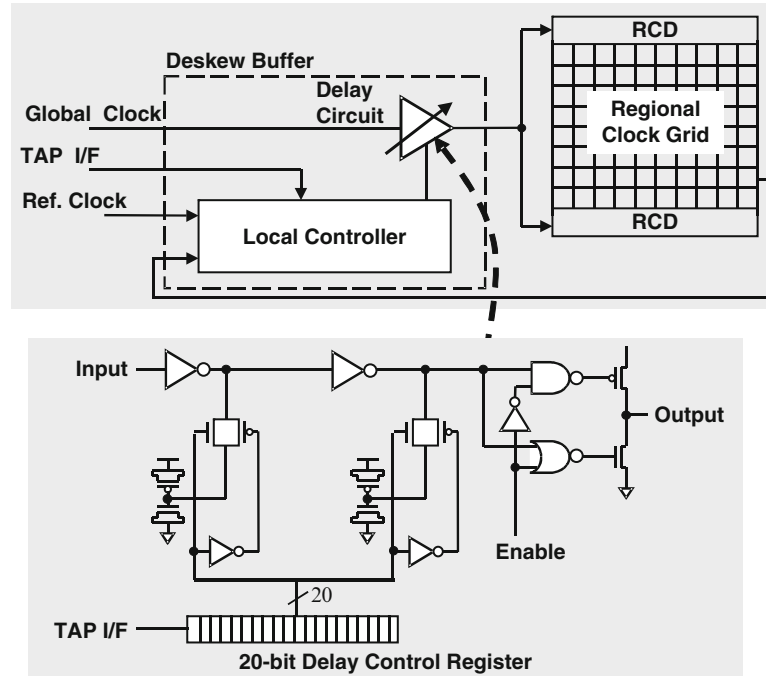 RCD
Deskew Buffer
Delay
Circuit
Global Clock
Regional
Clock Grid
TAP I/F
Ref. Clock
Local Controller
RCD
Input
Output
Enable
20
TAP I/F
20-bit Delay Control Register